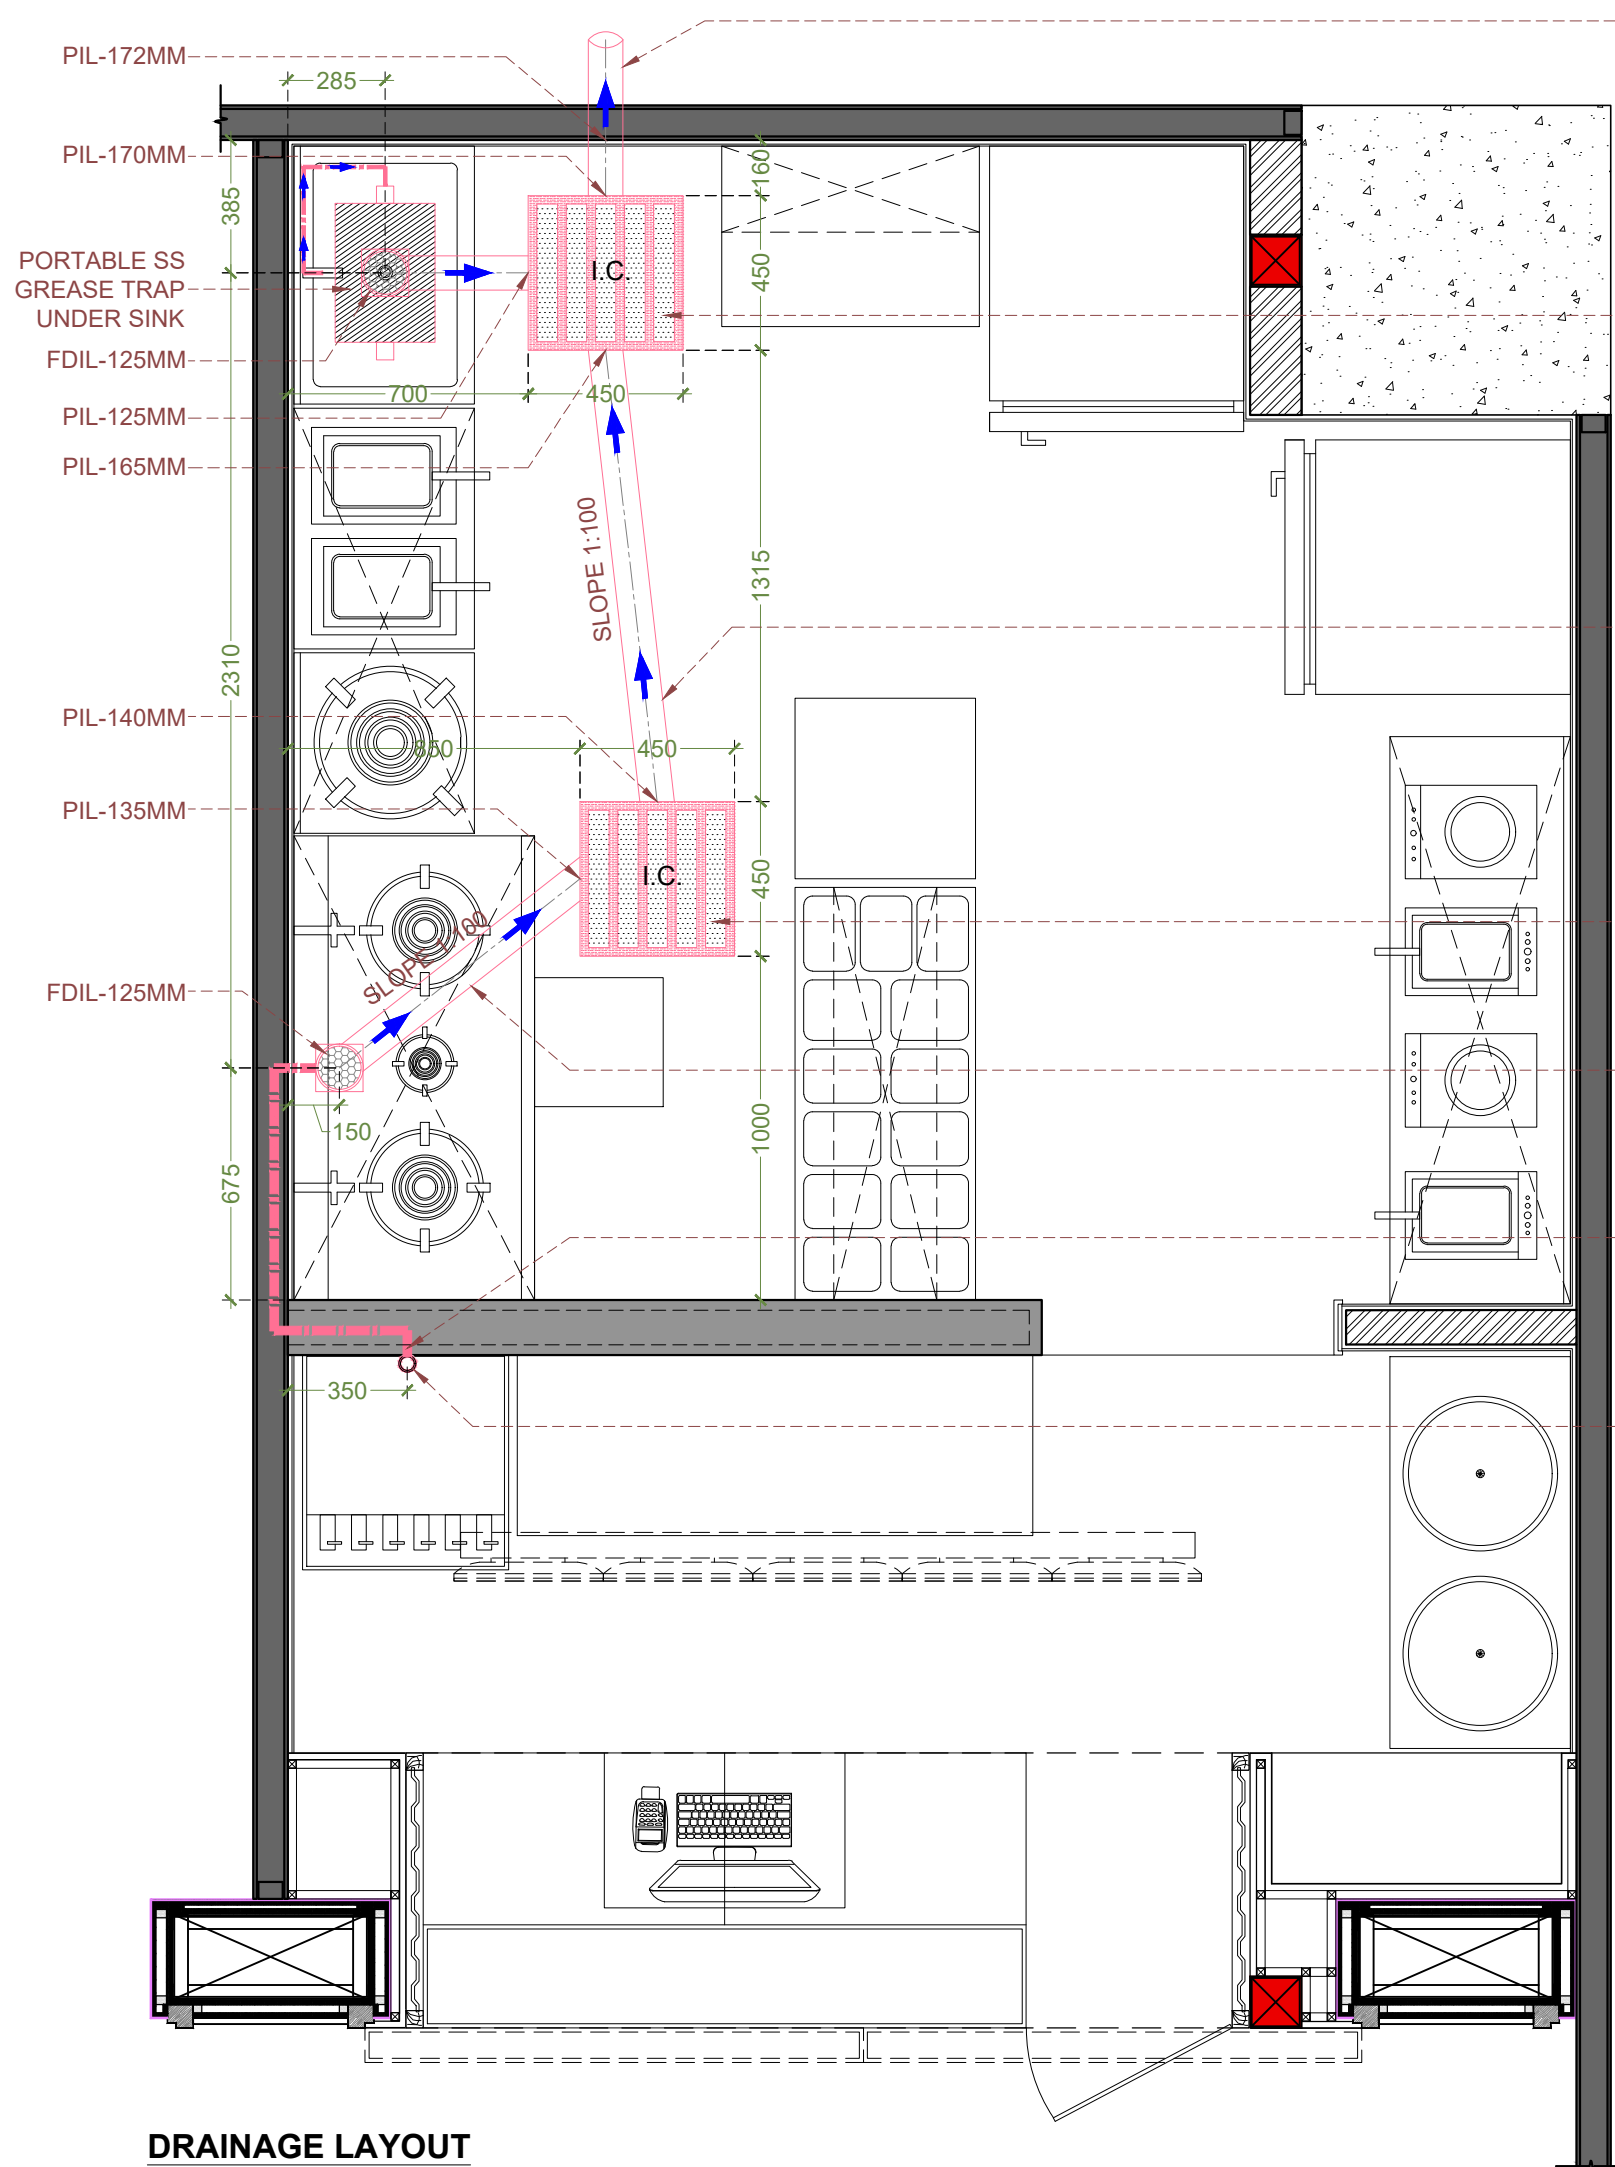 PIL-172MM
285
PIL-170MM
160
385
PORTABLE SS
GREASE TRAP
UNDER SINK
I.C.
450
FDIL-125MM
700
450
PIL-125MM
PIL-165MM
SLOPE 1:100
1315
2310
PIL-140MM
850
450
PIL-135MM
I.C.
450
SLOPE 1:100
FDIL-125MM
150
1000
675
350
DRAINAGE LAYOUT